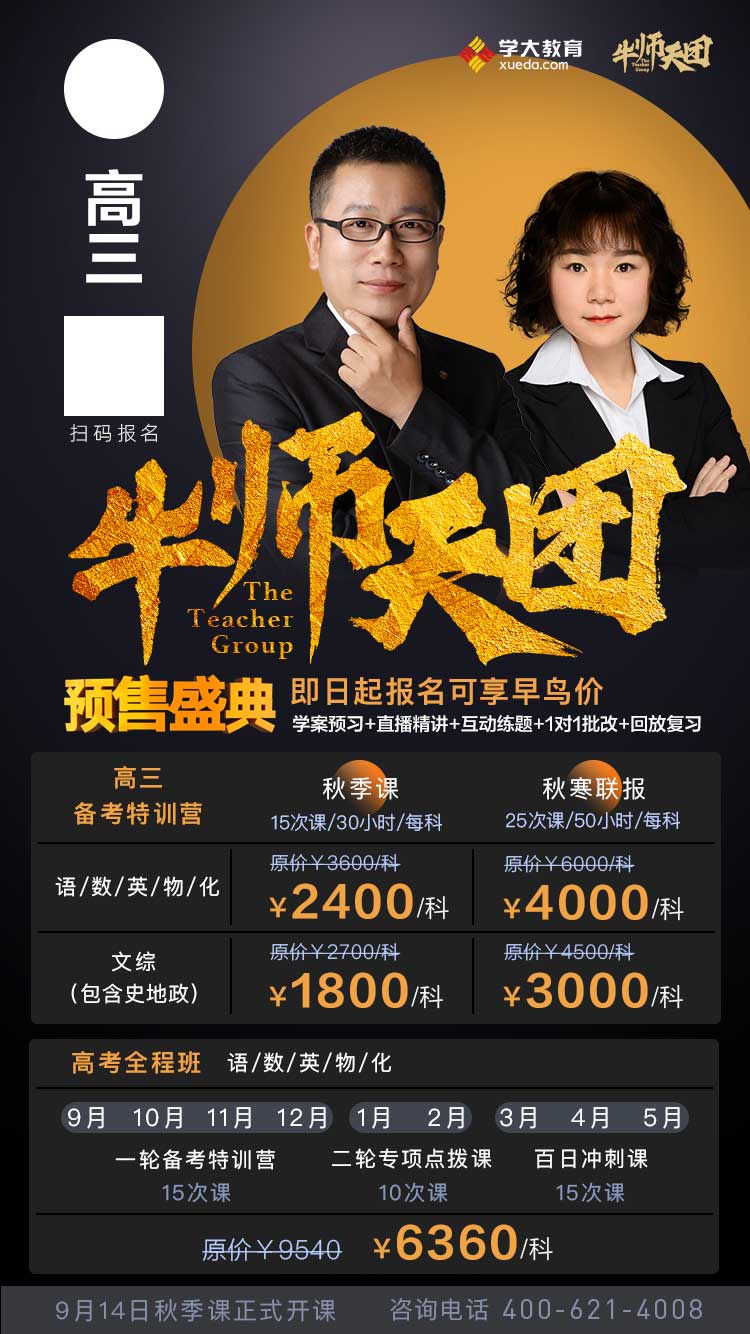 学大教育
xueda.com
牛师天团
The
Teacher
Group
高三
扫码报名
牛师天团
The
Teacher
Group
预售盛典
即日起报名可享早鸟价
学案预习+直播精讲+互动练题+1对1批改+回放复习
高三
备考特训营
秋季课
15次课/30小时/每科
秋寒联报
25次课/50小时/每科
语/数/英/物/化
原价￥3600/科
￥2400/科
原价￥6000/科
￥4000/科
文综
(包含史地政)
原价￥2700/科
￥1800/科
原价￥4500/科
￥3000/科
高考全程班 语/数/英/物/化
9月 10月 11月 12月 1月 2月 3月 4月 5月
一轮备考特训营 二轮专项点拨课 百日冲刺课
15次课 10次课 15次课
原价￥9540 ￥6360/科
9月14日秋季课正式开课 咨询电话 400-621-4008